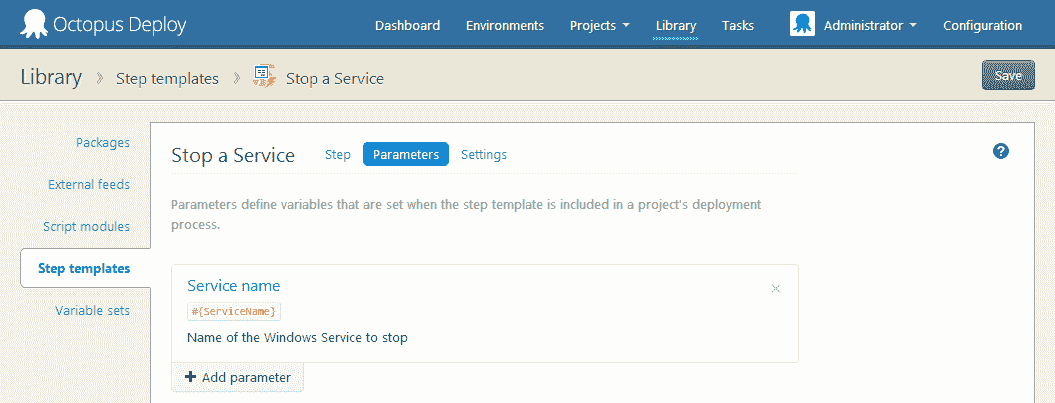 Octopus Deploy Dashboard Environments Projects Library Tasks Administrator Configuration
Library » Step templates » Stop a Service Save
Packages
External feeds
Script modules
Step templates
Variable sets
Stop a Service Step Parameters Settings ?
Parameters define variables that are set when the step template is included in a project's deployment
process.
Service name ×
#{ServiceName}
Name of the Windows Service to stop
+ Add parameter